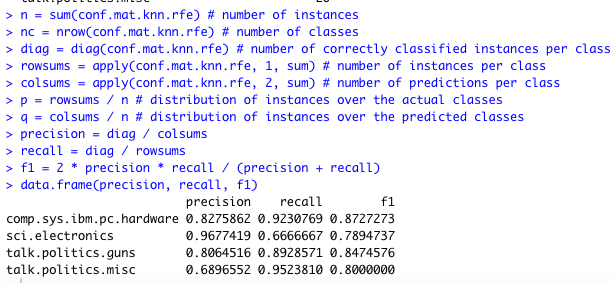 > n = sum(conf.mat.knn.rfe) # number of instances
> nc = nrow(conf.mat.knn.rfe) # number of classes
> diag = diag(conf.mat.knn.rfe) # number of correctly classified instances per class
> rowsums = apply(conf.mat.knn.rfe, 1, sum) # number of instances per class
> colsums = apply(conf.mat.knn.rfe, 2, sum) # number of predictions per class
> p = rowsums / n # distribution of instances over the actual classes
> q = colsums / n # distribution of instances over the predicted classes
> precision = diag / colsums
> recall = diag / rowsums
> f1 = 2 * precision * recall / (precision + recall)
> data.frame(precision, recall, f1)
precision recall f1
comp.sys.ibm.pc.hardware 0.8275862 0.9230769 0.8727273
sci.electronics 0.9677419 0.6666667 0.7894737
talk.politics.guns 0.8064516 0.8928571 0.8474576
talk.politics.misc 0.6896552 0.9523810 0.8000000